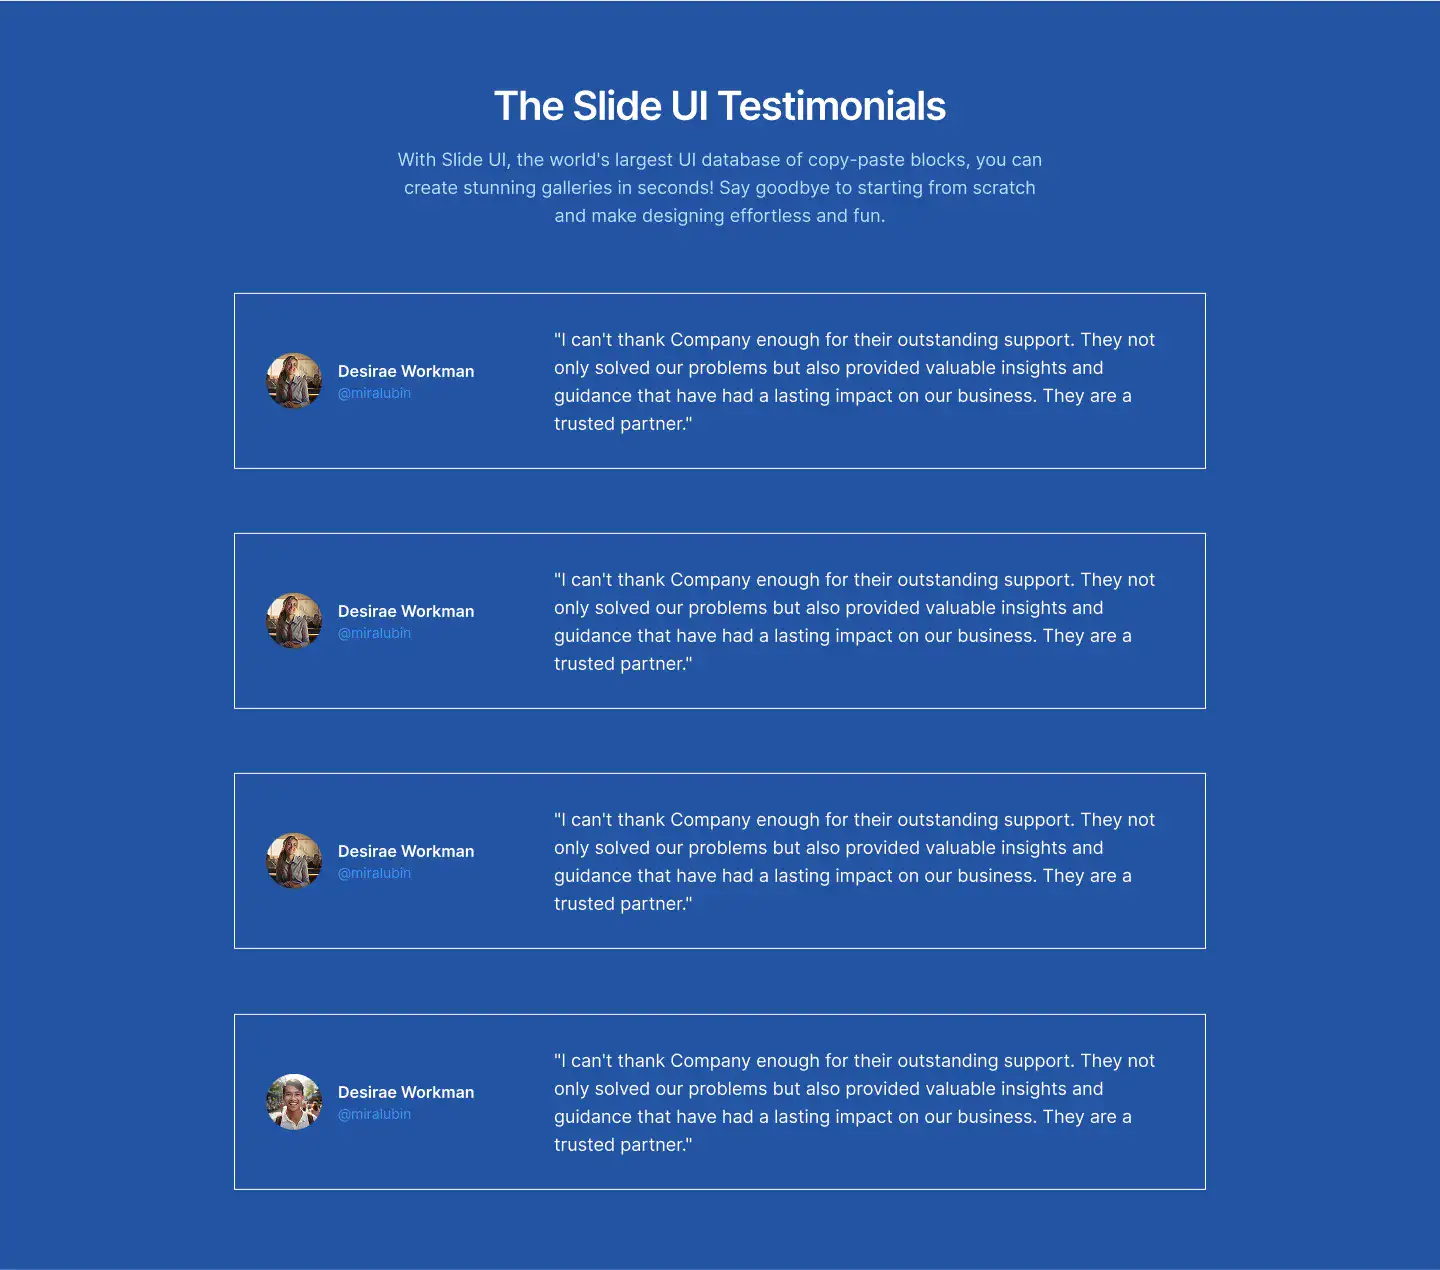 The Slide UI Testimonials
With Slide UI, the world's largest UI database of copy-paste blocks, you can
create stunning galleries in seconds! Say goodbye to starting from scratch
and make designing effortless and fun.
Desirae Workman
@miralubin
"I can't thank Company enough for their outstanding support. They not
only solved our problems but also provided valuable insights and
guidance that have had a lasting impact on our business. They are a
trusted partner."
Desirae Workman
@miralubin
"I can't thank Company enough for their outstanding support. They not
only solved our problems but also provided valuable insights and
guidance that have had a lasting impact on our business. They are a
trusted partner."
Desirae Workman
@miralubin
"I can't thank Company enough for their outstanding support. They not
only solved our problems but also provided valuable insights and
guidance that have had a lasting impact on our business. They are a
trusted partner."
Desirae Workman
@miralubin
"I can't thank Company enough for their outstanding support. They not
only solved our problems but also provided valuable insights and
guidance that have had a lasting impact on our business. They are a
trusted partner."